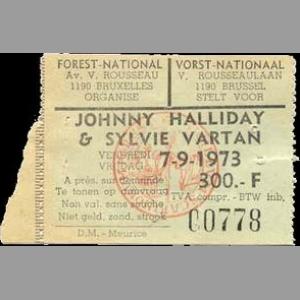 FOREST-NATIONAL
Av. V. ROUSSEAU
1190 BRUXELLES
ORGANISE
VORST-NATIONAAL
V. ROUSSEAULAAN
1190 BRUSSEL
STELT VOOR
JOHNNY HALLIDAY
& SYLVIE VARTAN
VENDREDI
VRIJDAG
7-9-1973
A prés. sur demande
Te tonen op aanvraag
Non val. sans souche
Niet geld. zond. strook
300.-F
TVA compr. - BTW inb.
00778
D.M. - Meurice